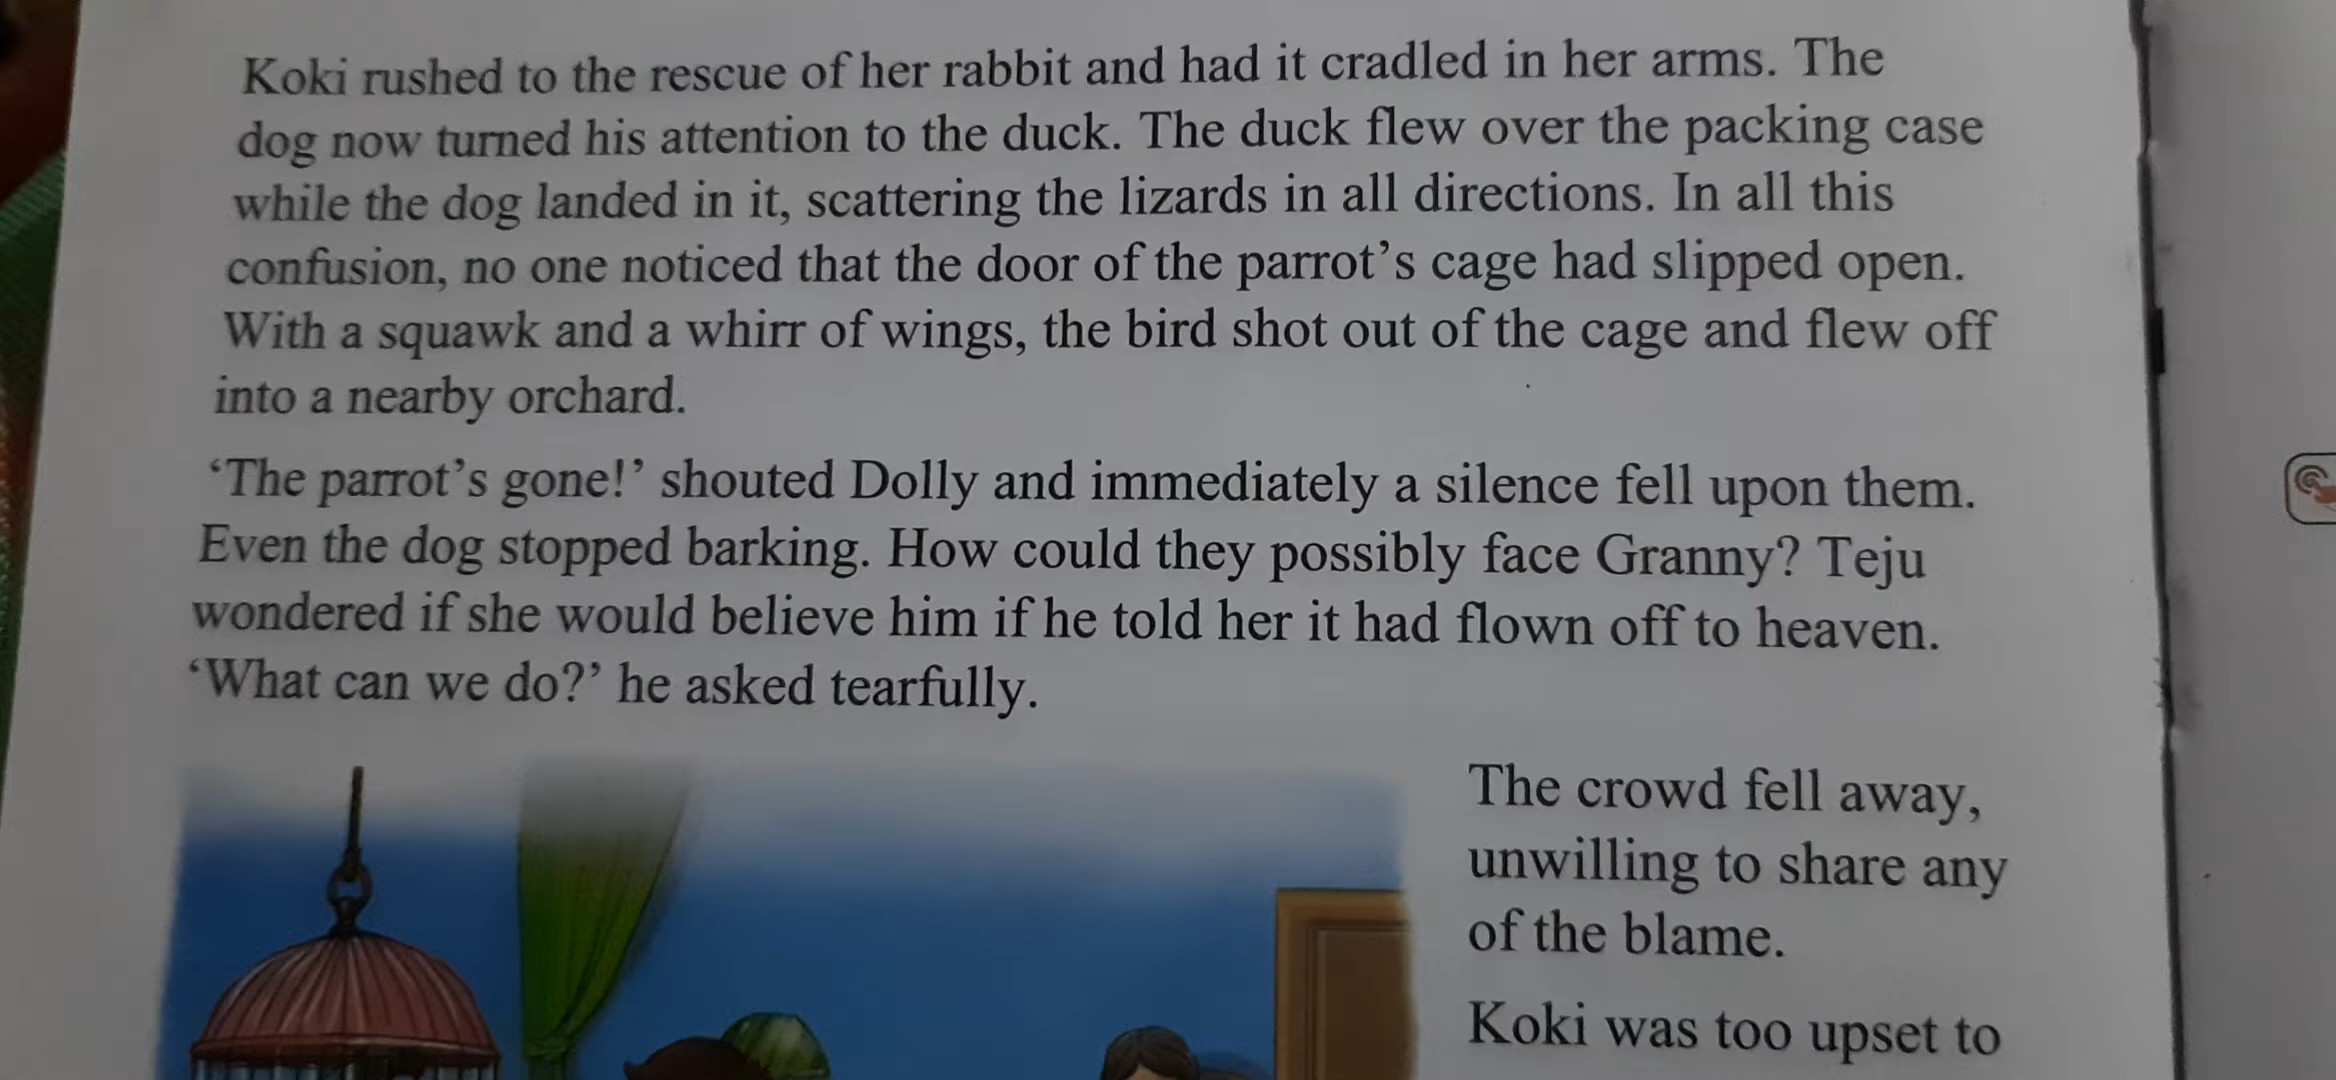 Koki rushed to the rescue of her rabbit and had it cradled in her arms. The
dog now turned his attention to the duck. The duck flew over the packing case
while the dog landed in it, scattering the lizards in all directions. In all this
confusion, no one noticed that the door of the parrot’s cage had slipped open.
With a squawk and a whirr of wings, the bird shot out of the cage and flew off
into a nearby orchard.
‘The parrot’s gone!’ shouted Dolly and immediately a silence fell upon them.
Even the dog stopped barking. How could they possibly face Granny? Teju
wondered if she would believe him if he told her it had flown off to heaven.
‘What can we do?’ he asked tearfully.
The crowd fell away,
unwilling to share any
of the blame.
Koki was too upset to